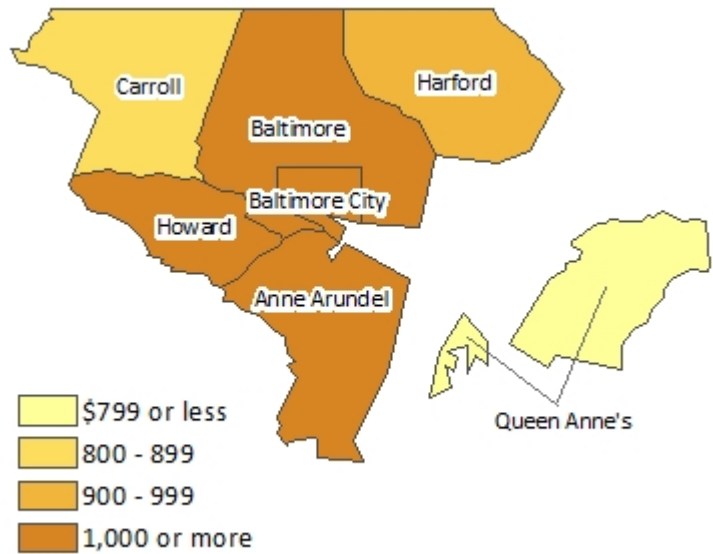 Carroll
Harford
Baltimore
Baltimore City
Howard
Anne Arundel
Queen Anne's
$799 or less
800 - 899
900 - 999
1,000 or more